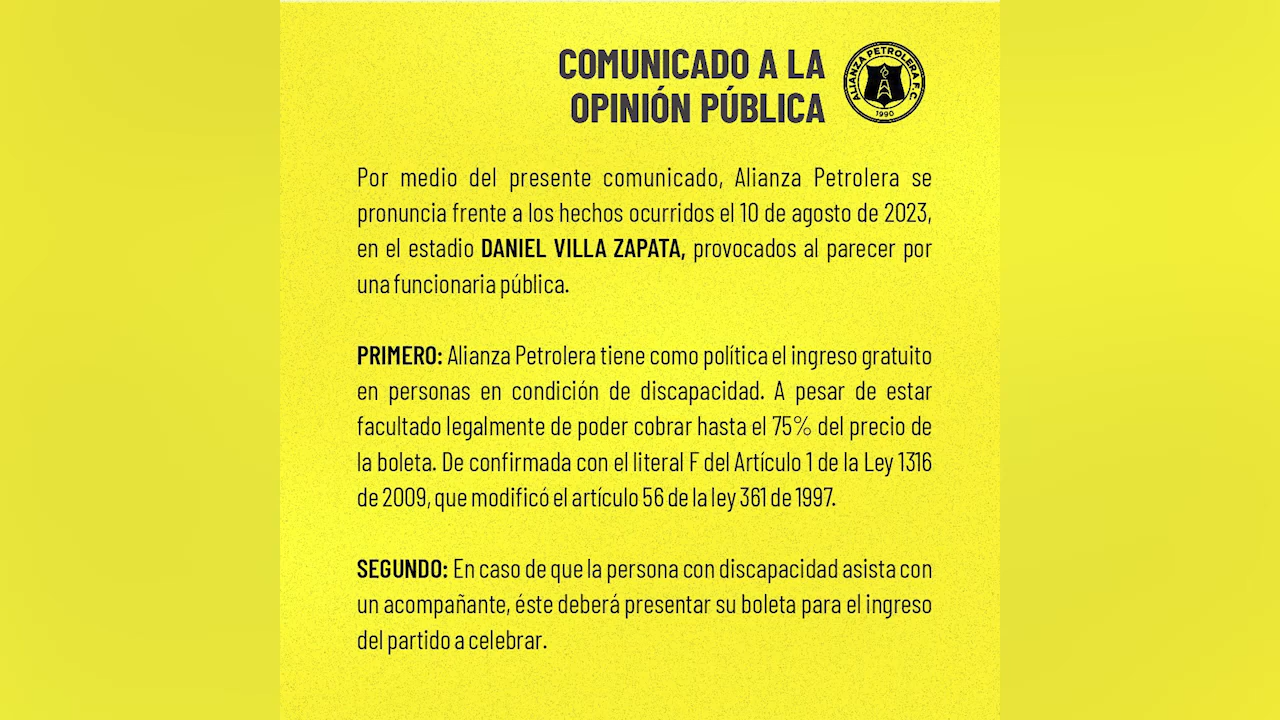 COMUNICADO A LA
OPINIÓN PÚBLICA
ALIANZA PETROLERA F.C.
1990
Por medio del presente comunicado, Alianza Petrolera se
pronuncia frente a los hechos ocurridos el 10 de agosto de 2023,
en el estadio DANIEL VILLA ZAPATA, provocados al parecer por
una funcionaria pública.
PRIMERO: Alianza Petrolera tiene como política el ingreso gratuito
en personas en condición de discapacidad. A pesar de estar
facultado legalmente de poder cobrar hasta el 75% del precio de
la boleta. De confirmada con el literal F del Artículo 1 de la Ley 1316
de 2009, que modificó el artículo 56 de la ley 361 de 1997.
SEGUNDO: En caso de que la persona con discapacidad asista con
un acompañante, éste deberá presentar su boleta para el ingreso
del partido a celebrar.